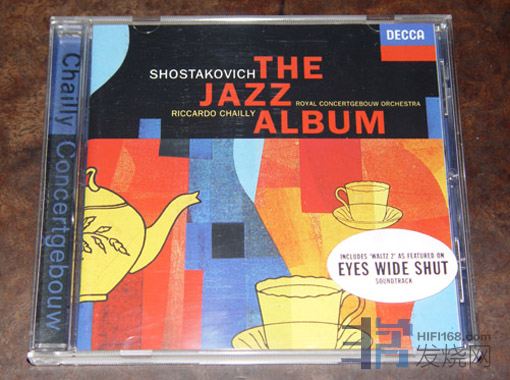 DECCA
SHOSTAKOVICH THE
JAZZ
ROYAL CONCERTGEBOUW ORCHESTRA
RICCARDO CHAILLY ALBUM
Chailly Concertgebouw
INCLUDES 'WALTZ 2' AS FEATURED ON
EYES WIDE SHUT
SOUNDTRACK
HIFI168.com
发烧网